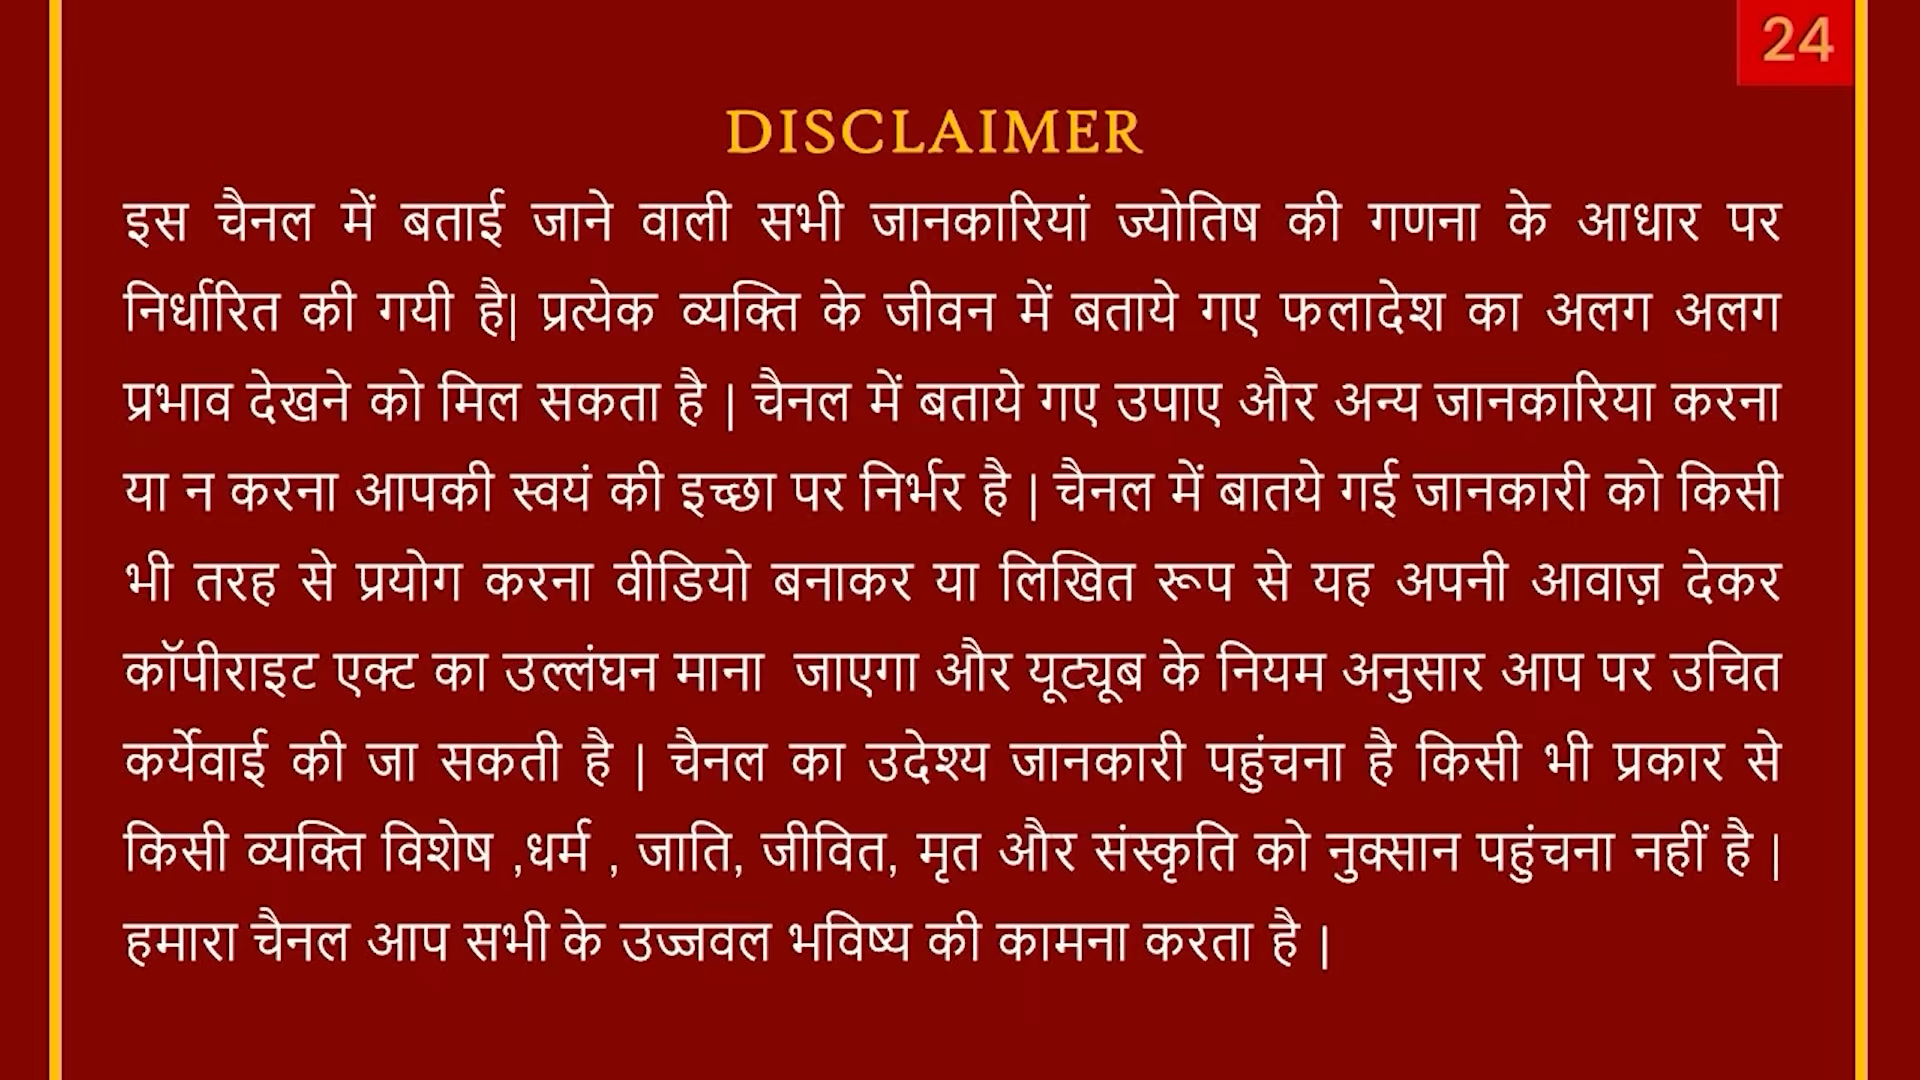 24
DISCLAIMER
इस चैनल में बताई जाने वाली सभी जानकारियां ज्योतिष की गणना के आधार पर
निर्धारित की गयी है| प्रत्येक व्यक्ति के जीवन में बताये गए फलादेश का अलग अलग
प्रभाव देखने को मिल सकता है | चैनल में बताये गए उपाए और अन्य जानकारिया करना
या न करना आपकी स्वयं की इच्छा पर निर्भर है | चैनल में बातये गई जानकारी को किसी
भी तरह से प्रयोग करना वीडियो बनाकर या लिखित रूप से यह अपनी आवाज़ देकर
कॉपीराइट एक्ट का उल्लंघन माना जाएगा और यूट्यूब के नियम अनुसार आप पर उचित
कर्येवाई की जा सकती है | चैनल का उदेश्य जानकारी पहुंचना है किसी भी प्रकार से
किसी व्यक्ति विशेष ,धर्म , जाति, जीवित, मृत और संस्कृति को नुक्सान पहुंचना नहीं है |
हमारा चैनल आप सभी के उज्जवल भविष्य की कामना करता है |